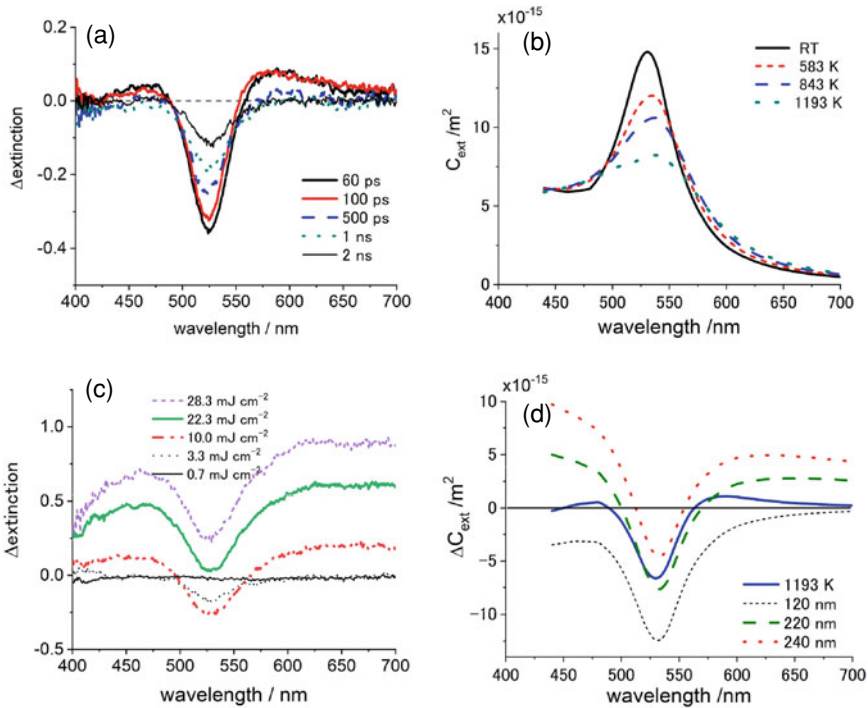 (a)
0.2
0.0
-0.2
-0.4
Δextinction
60 ps
100 ps
500 ps
1 ns
2 ns
400 450 500 550 600 650 700
wavelength / nm
(b)
x10⁻¹⁵
15
10
5
0
C_ext /m²
RT
583 K
843 K
1193 K
400 450 500 550 600 650 700
wavelength /nm
(c)
1.0
0.5
0.0
-0.5
Δextinction
28.3 mJ cm⁻²
22.3 mJ cm⁻²
10.0 mJ cm⁻²
3.3 mJ cm⁻²
0.7 mJ cm⁻²
400 450 500 550 600 650 700
wavelength / nm
(d)
x10⁻¹⁵
10
5
0
-5
-10
ΔC_ext /m²
1193 K
120 nm
220 nm
240 nm
400 450 500 550 600 650 700
wavelength / nm